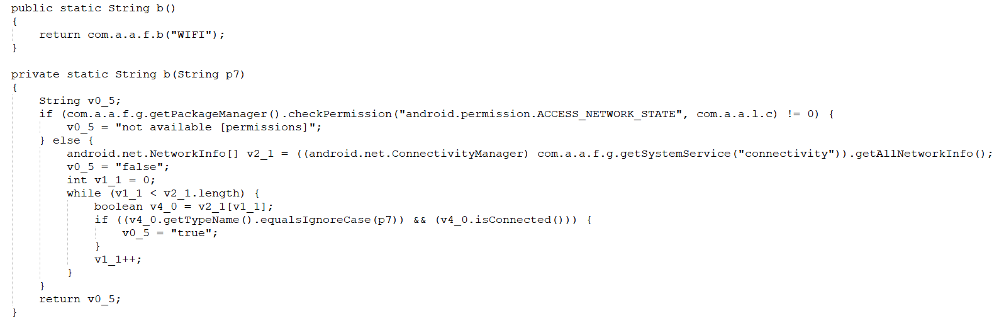 public static String b()
{
    return com.a.a.f.b("WIFI");
}

private static String b(String p7)
{
    String v0_5;
    if (com.a.a.f.g.getPackageManager().checkPermission("android.permission.ACCESS_NETWORK_STATE", com.a.a.l.c) != 0) {
        v0_5 = "not available [permissions]";
    } else {
        android.net.NetworkInfo[] v2_1 = ((android.net.ConnectivityManager) com.a.a.f.g.getSystemService("connectivity")).getAllNetworkInfo();
        v0_5 = "false";
        int v1_1 = 0;
        while (v1_1 < v2_1.length) {
            boolean v4_0 = v2_1[v1_1];
            if ((v4_0.getTypeName().equalsIgnoreCase(p7)) && (v4_0.isConnected())) {
                v0_5 = "true";
            }
            v1_1++;
        }
    }
    return v0_5;
}